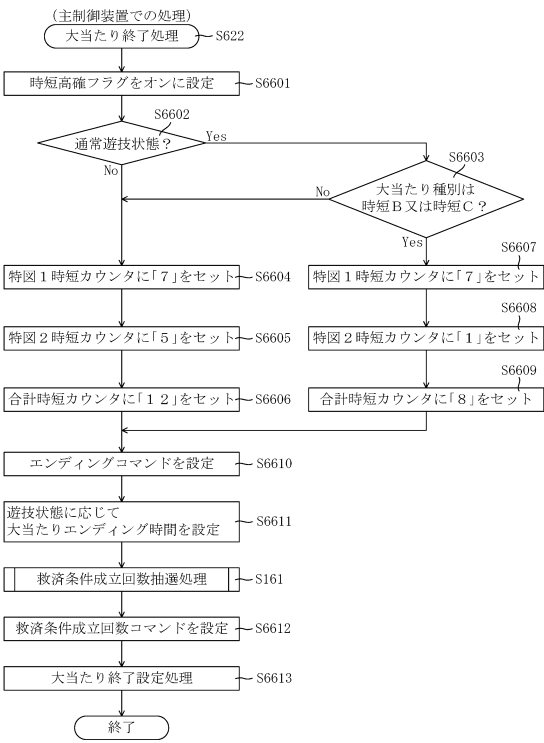 (主制御装置での処理)
大当たり終了処理
S622
時短高確フラグをオンに設定
S6601
S6602
通常遊技状態？
Yes
No
S6603
大当たり種別は
時短Ｂ又は時短Ｃ？
No
Yes
特図１時短カウンタに「７」をセット
S6604
S6607
特図１時短カウンタに「７」をセット
特図２時短カウンタに「５」をセット
S6605
S6608
特図２時短カウンタに「１」をセット
合計時短カウンタに「１２」をセット
S6606
S6609
合計時短カウンタに「８」をセット
エンディングコマンドを設定
S6610
遊技状態に応じて
大当たりエンディング時間を設定
S6611
救済条件成立回数抽選処理
S161
救済条件成立回数コマンドを設定
S6612
大当たり終了設定処理
S6613
終了